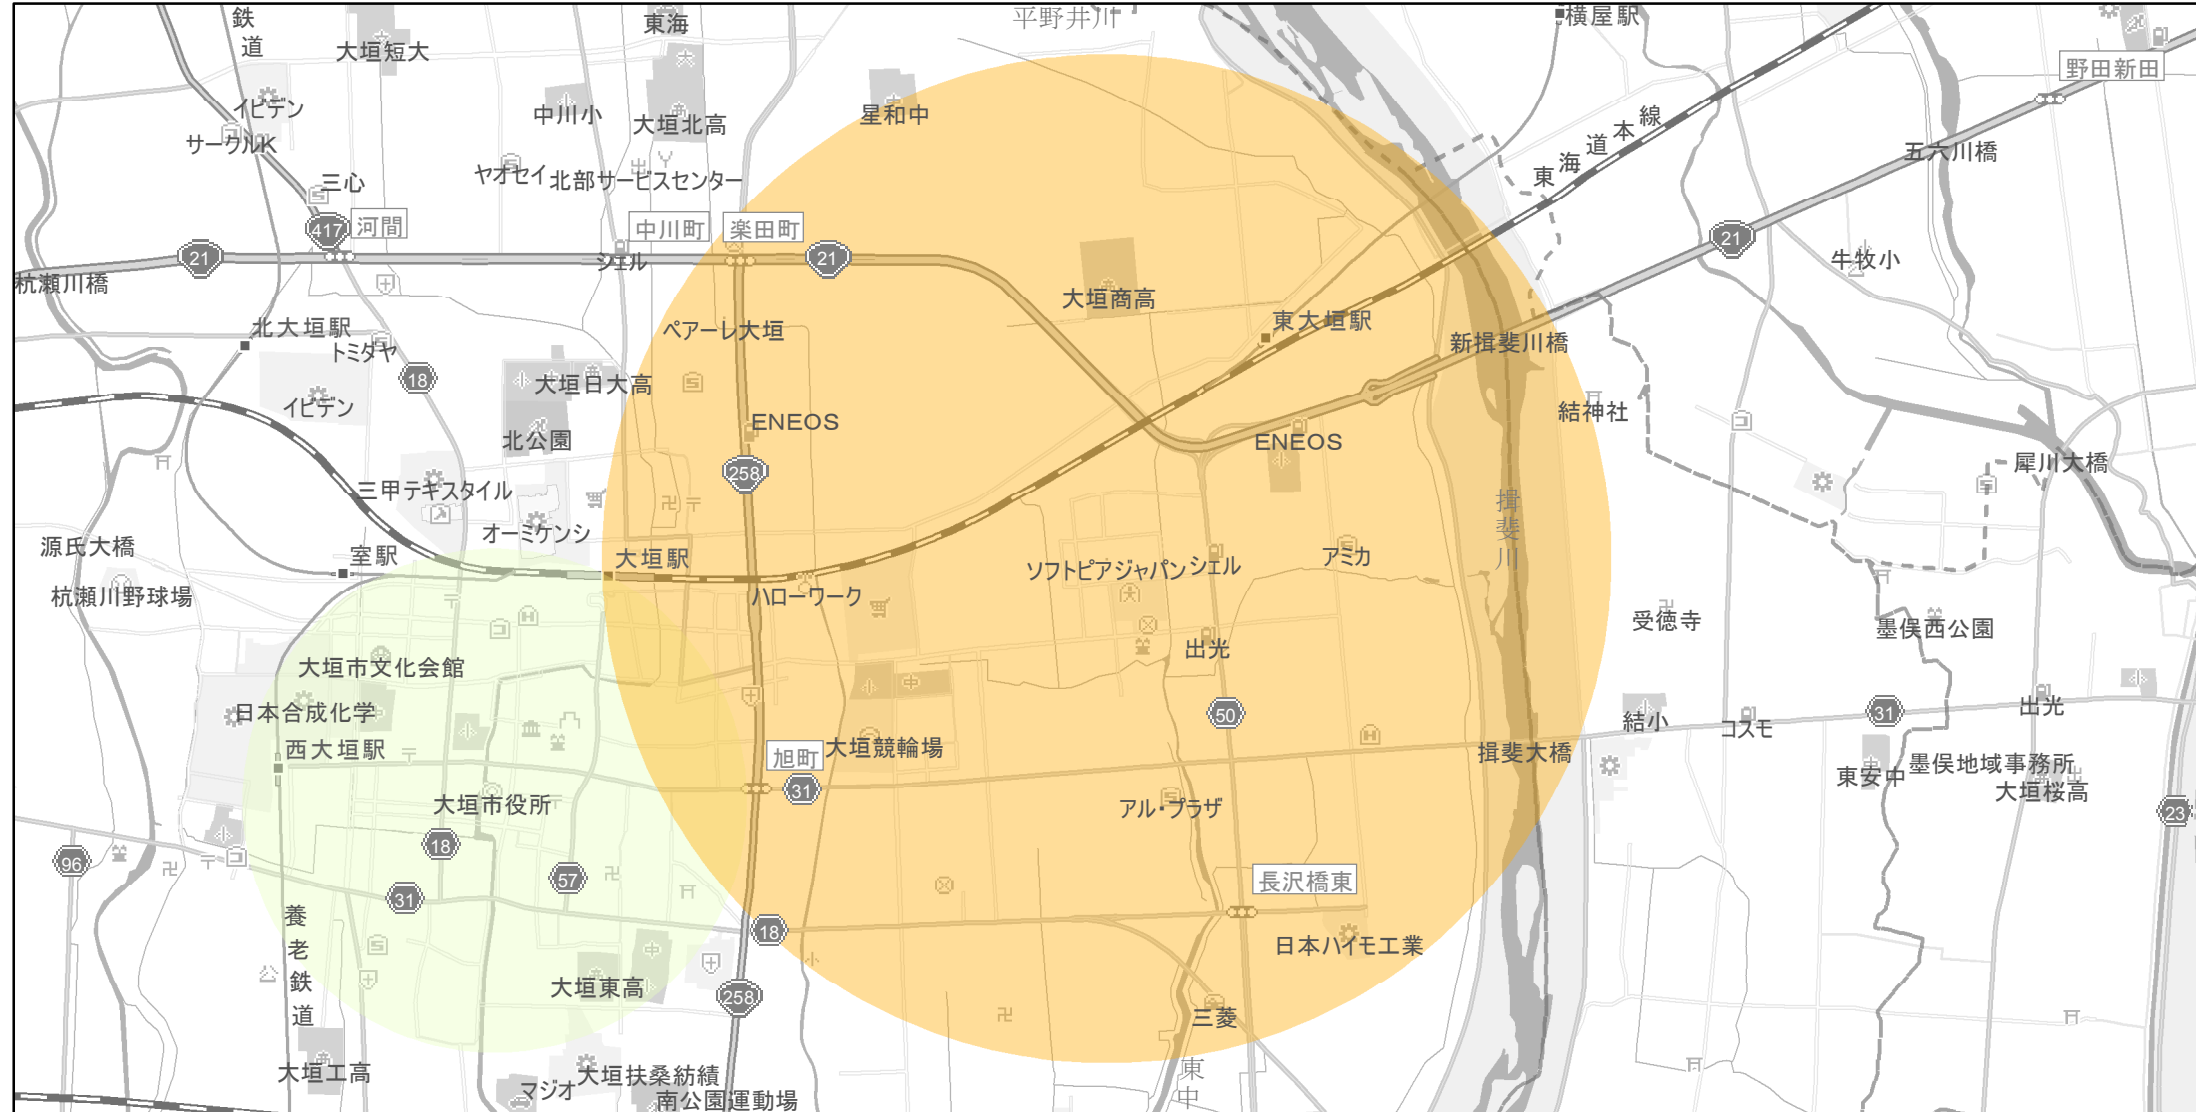 平野井川
横屋駅
鉄道
東海
大垣短大
野田新田
イビデン
中川小
大垣北高
星和中
サークルK
東海道本線
五六川橋
ヤオセイ
北部サービスセンター
三心
417
河間
中川町
楽田町
21
21
21
シェル
牛牧小
杭瀬川橋
大垣商高
北大垣駅
トミタヤ
ペアーレ大垣
東大垣駅
新揖斐川橋
18
大垣日大高
イビデン
ENEOS
結神社
北公園
ENEOS
258
犀川大橋
三甲テキスタイル
揖斐川
オーミケンシ
源氏大橋
室駅
大垣駅
ソフトピアジャパン
シェル
アミカ
杭瀬川野球場
ハローワーク
受徳寺
墨俣西公園
出光
大垣市文化会館
日本合成化学
50
結小
コスモ
31
出光
西大垣駅
旭町
大垣競輪場
揖斐大橋
東安中
墨俣地域事務所
大垣桜高
31
大垣市役所
アル・プラザ
23
18
96
57
長沢橋東
31
養老鉄道
18
日本ハイモ工業
大垣東高
258
三菱
大垣工高
マジオ
大垣扶桑紡績
南公園運動場
東中